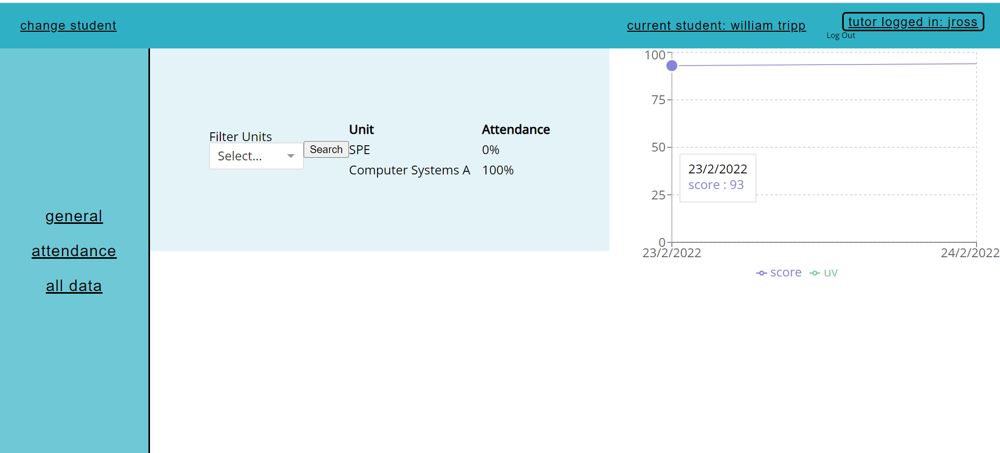 change student
current student: william tripp
tutor logged in: jross
Log Out
general
attendance
all data
Filter Units
Select...
Search
Unit Attendance
SPE 0%
Computer Systems A 100%
100
75
50
25
0
23/2/2022
score : 93
23/2/2022 24/2/2022
score uv